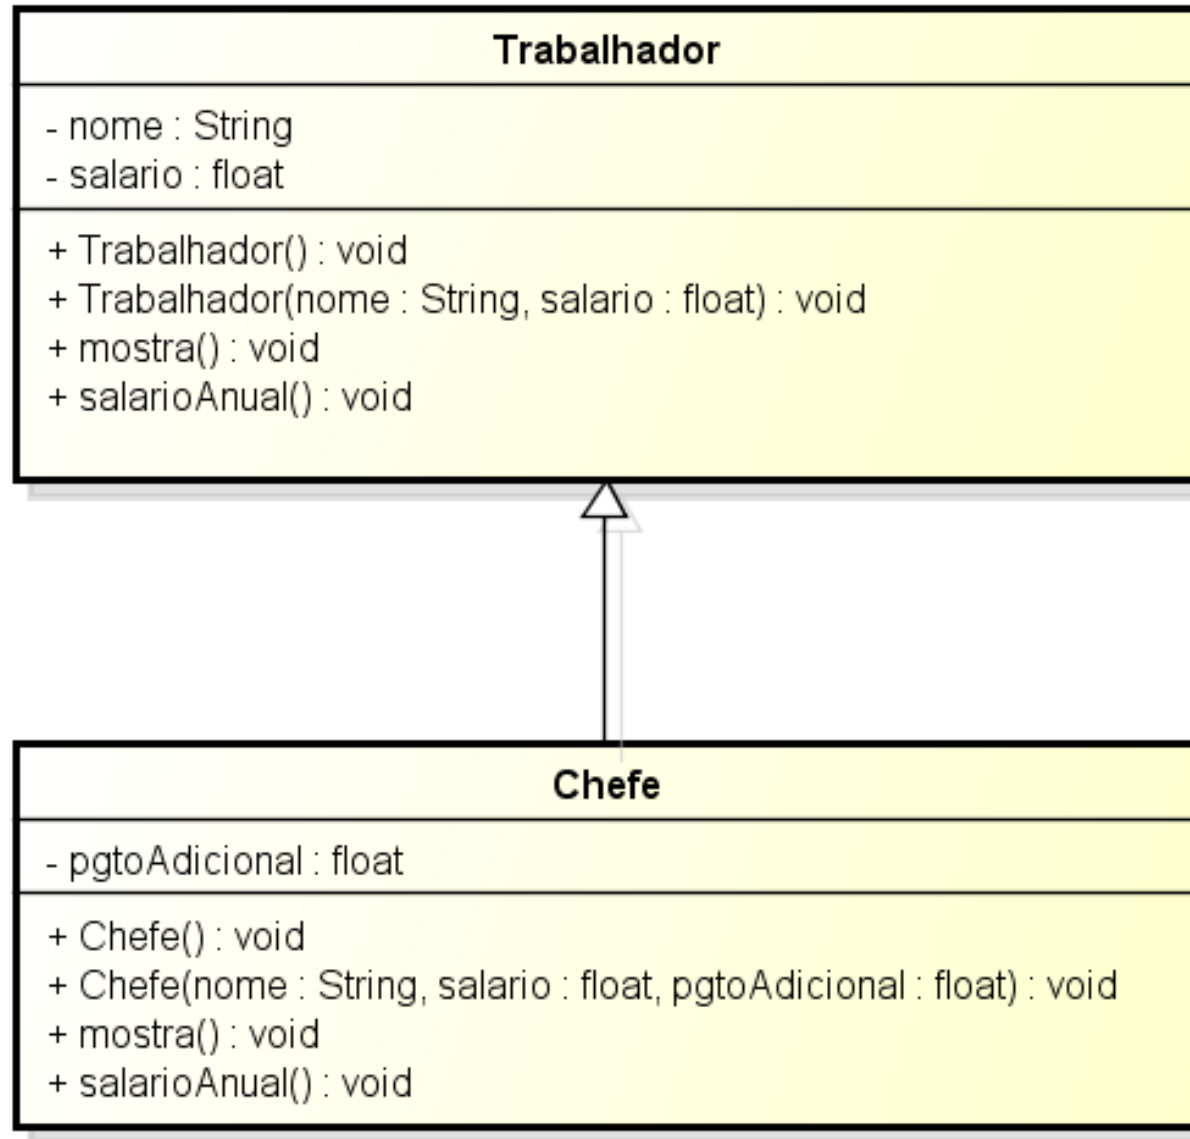 Trabalhador
- nome : String
- salario : float
+ Trabalhador() : void
+ Trabalhador(nome : String, salario : float) : void
+ mostra() : void
+ salarioAnual() : void
Chefe
- pgtoAdicional : float
+ Chefe() : void
+ Chefe(nome : String, salario : float, pgtoAdicional : float) : void
+ mostra() : void
+ salarioAnual() : void